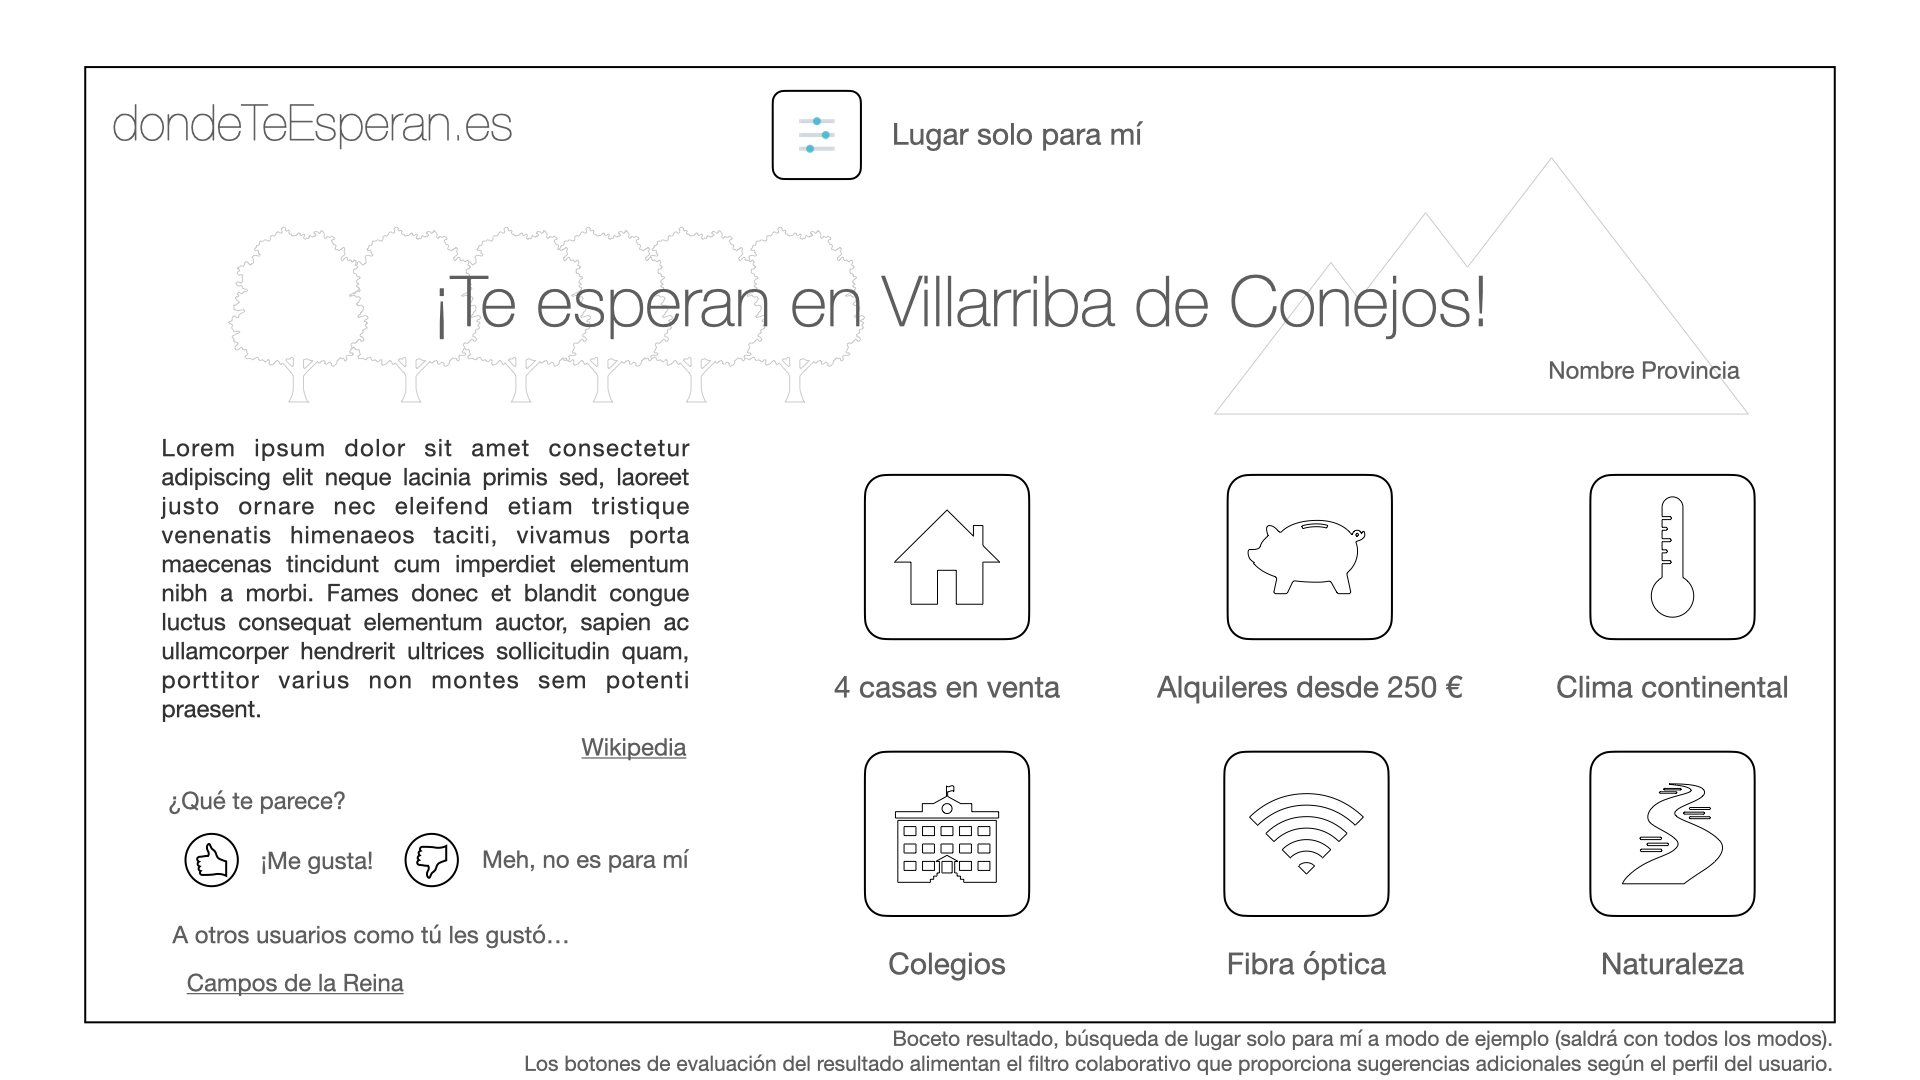 dondeTeEsperan.es
Lugar solo para mí
¡Te esperan en Villarriba de Conejos!
Nombre Provincia
Lorem ipsum dolor sit amet consectetur
adipiscing elit neque lacinia primis sed, laoreet
justo ornare nec eleifend etiam tristique
venenatis himenaeos taciti, vivamus porta
maecenas tincidunt cum imperdiet elementum
nibh a morbi. Fames donec et blandit congue
luctus consequat elementum auctor, sapien ac
ullamcorper hendrerit ultrices sollicitudin quam,
porttitor varius non montes sem potenti
praesent.
Wikipedia
¿Qué te parece?
¡Me gusta!
Meh, no es para mí
A otros usuarios como tú les gustó…
Campos de la Reina
4 casas en venta
Alquileres desde 250 €
Clima continental
Colegios
Fibra óptica
Naturaleza
Boceto resultado, búsqueda de lugar solo para mí a modo de ejemplo (saldrá con todos los modos).
Los botones de evaluación del resultado alimentan el filtro colaborativo que proporciona sugerencias adicionales según el perfil del usuario.